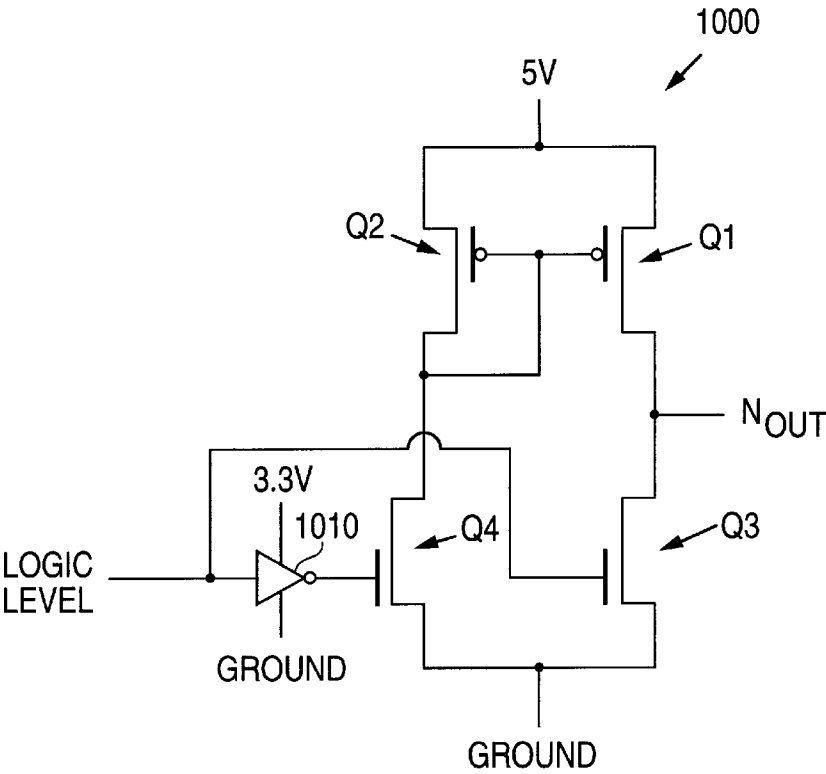 1000
5V
Q2
Q1
NOUT
3.3V
1010
Q4
Q3
LOGIC
LEVEL
GROUND
GROUND